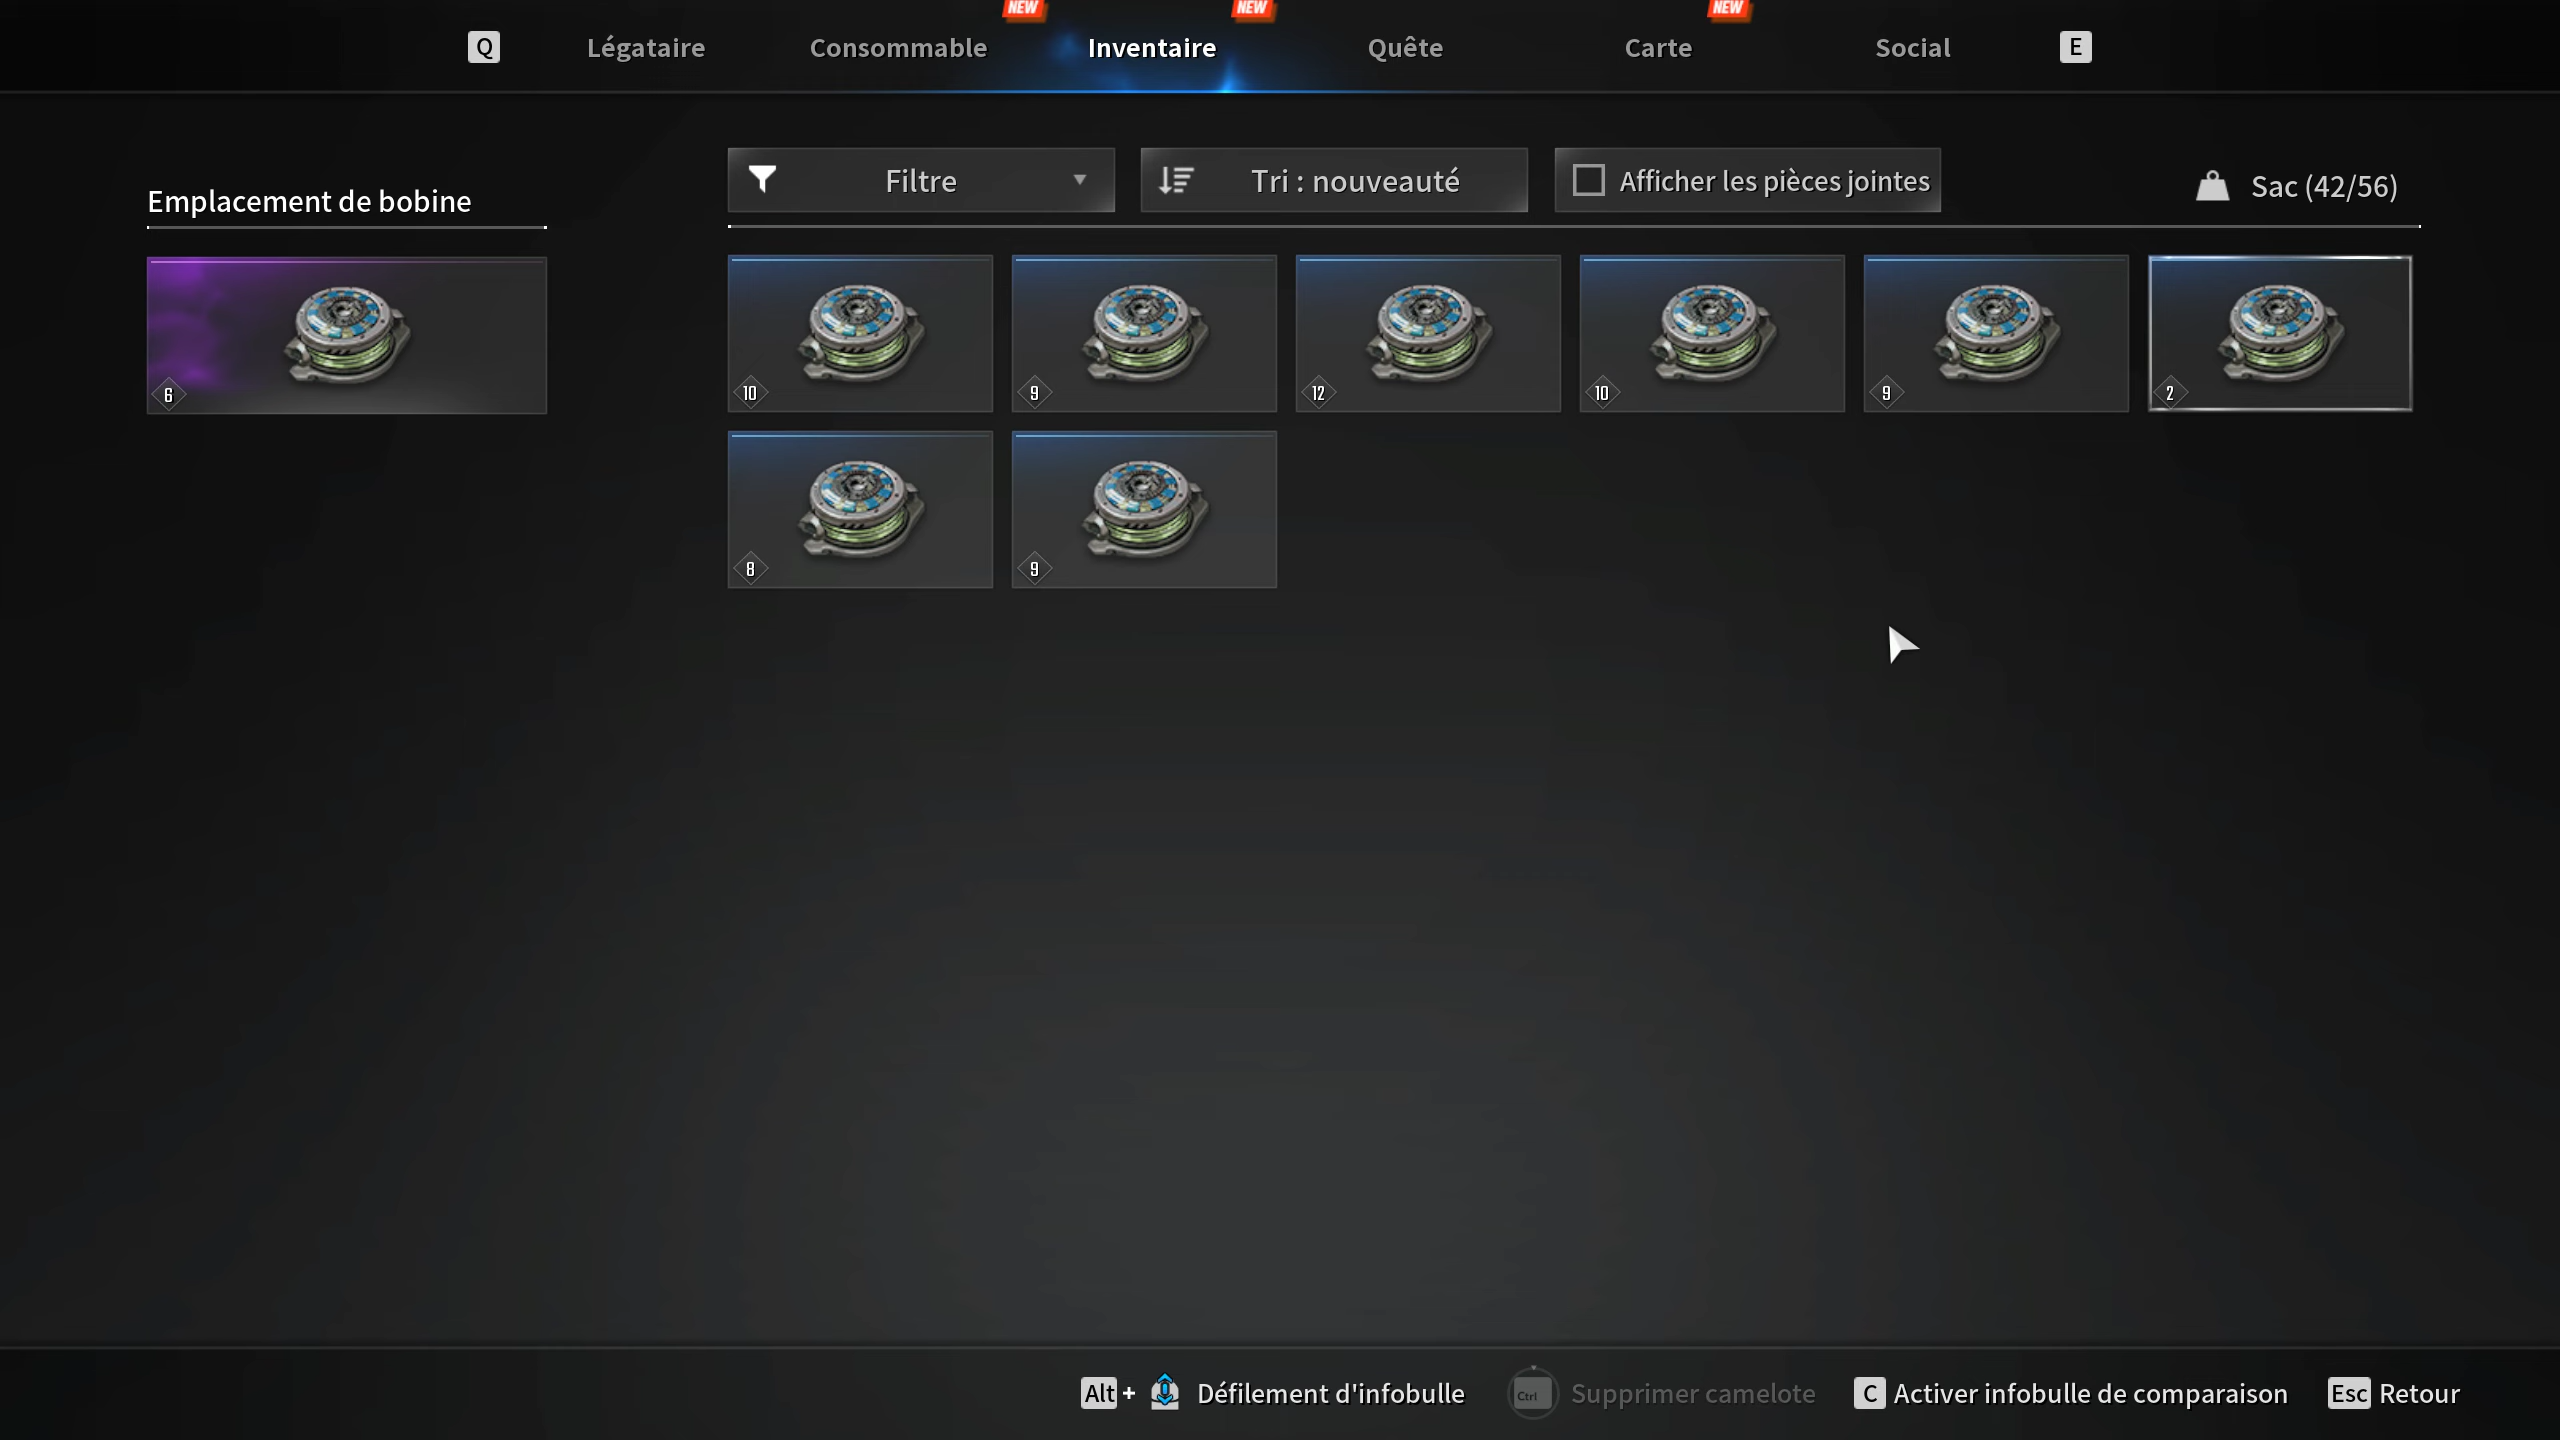 NEW NEW NEW
Q Légataire Consommable Inventaire Quête Carte Social E
Emplacement de bobine
Filtre Tri : nouveauté Afficher les pièces jointes Sac (42/56)
6
10 9 12 10 9 2
8 9
Alt + Défilement d'infobulle Ctrl Supprimer camelote C Activer infobulle de comparaison Esc Retour